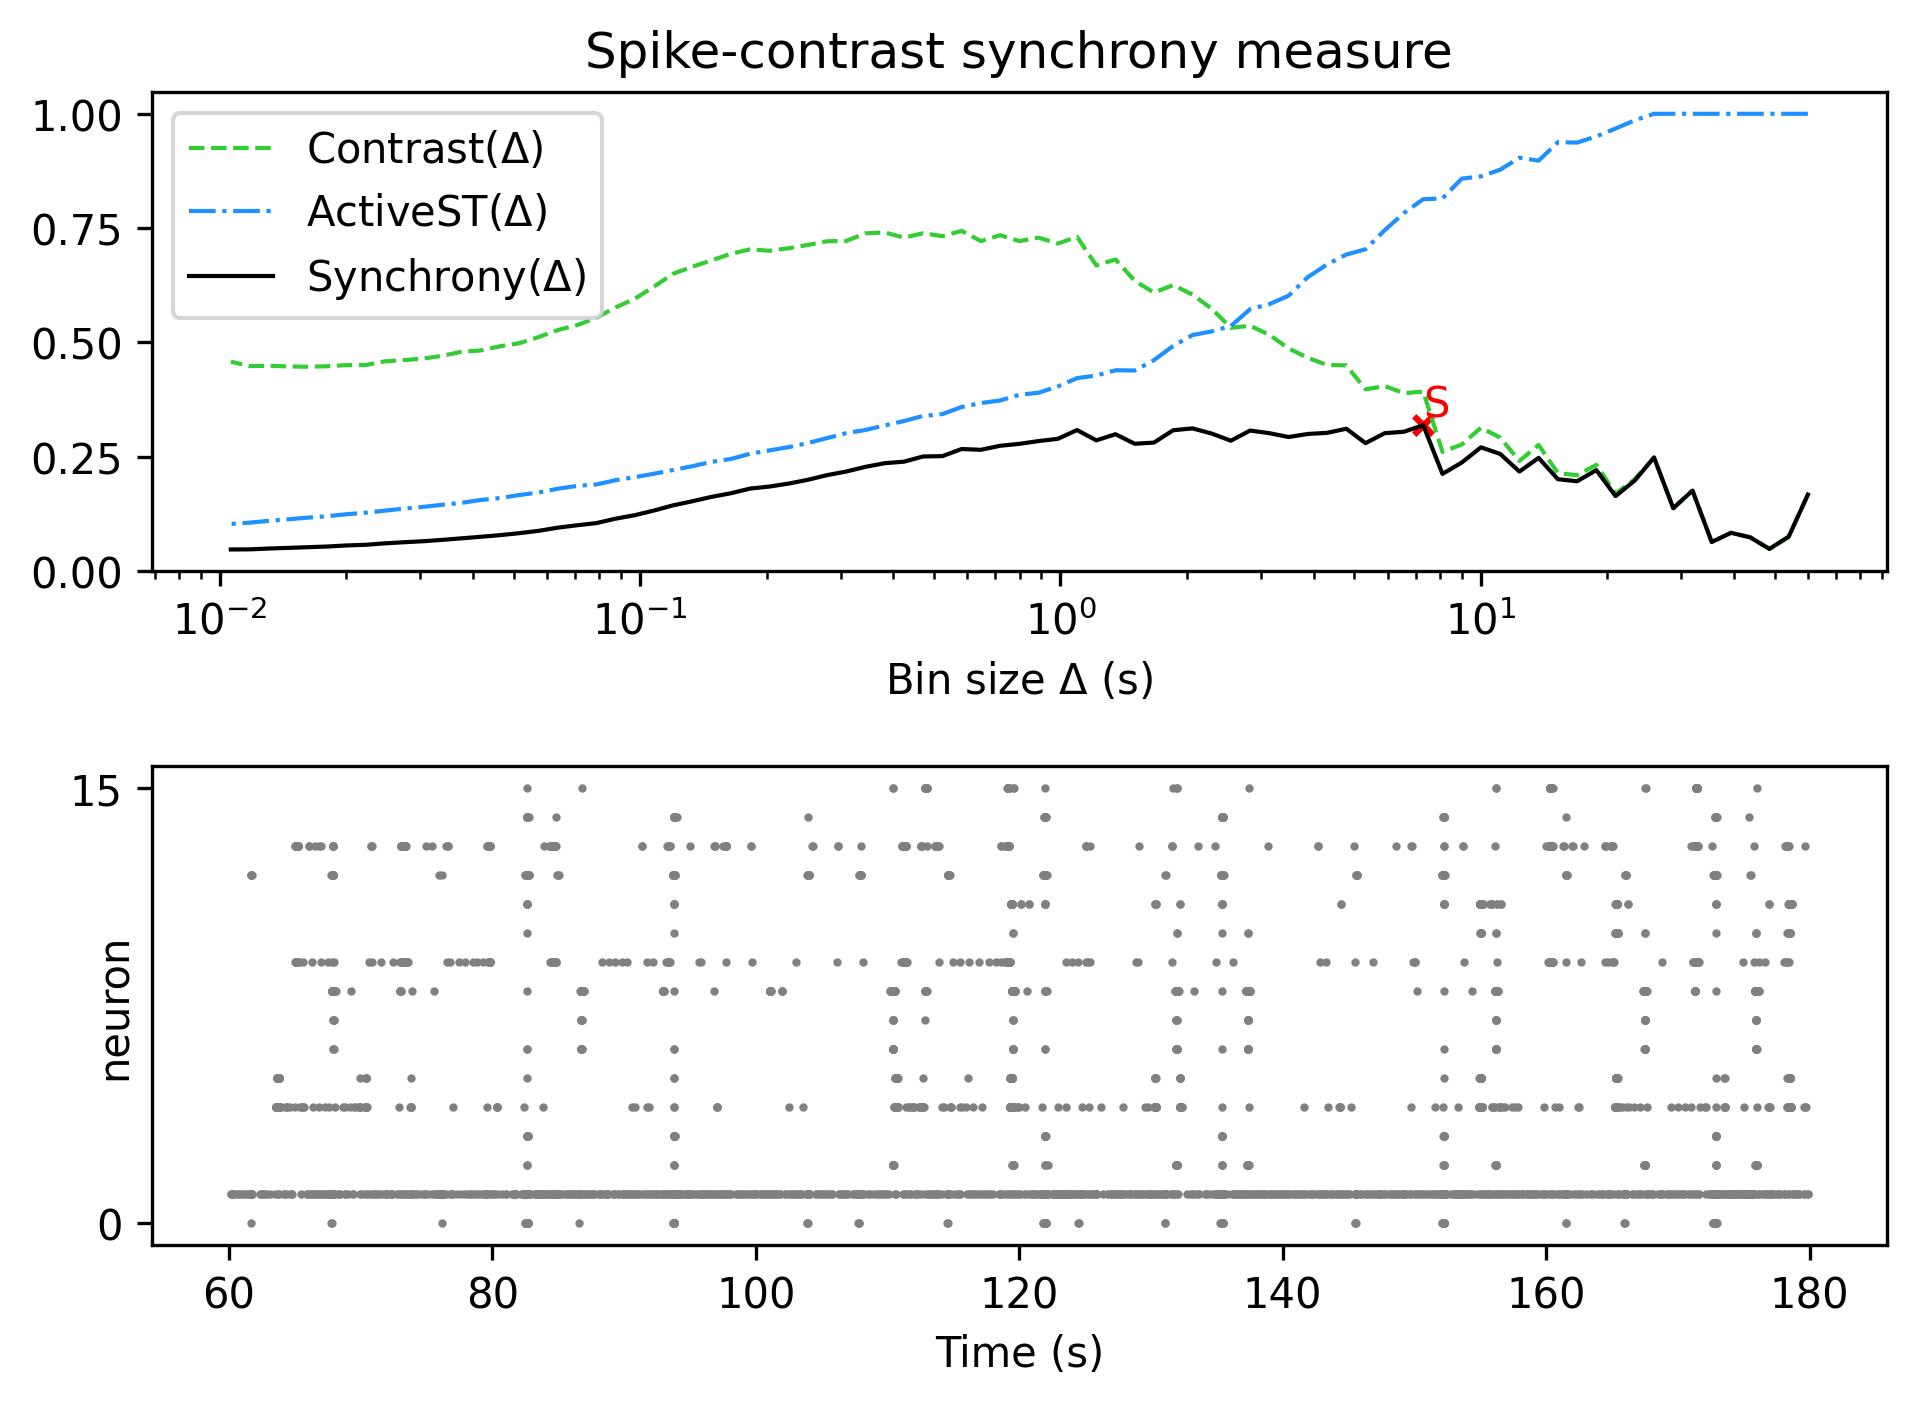 Spike-contrast synchrony measure
1.00
0.75
0.50
0.25
0.00
Contrast(Δ)
ActiveST(Δ)
Synchrony(Δ)
S
10⁻² 10⁻¹ 10⁰ 10¹
Bin size Δ (s)
15
0
neuron
60 80 100 120 140 160 180
Time (s)